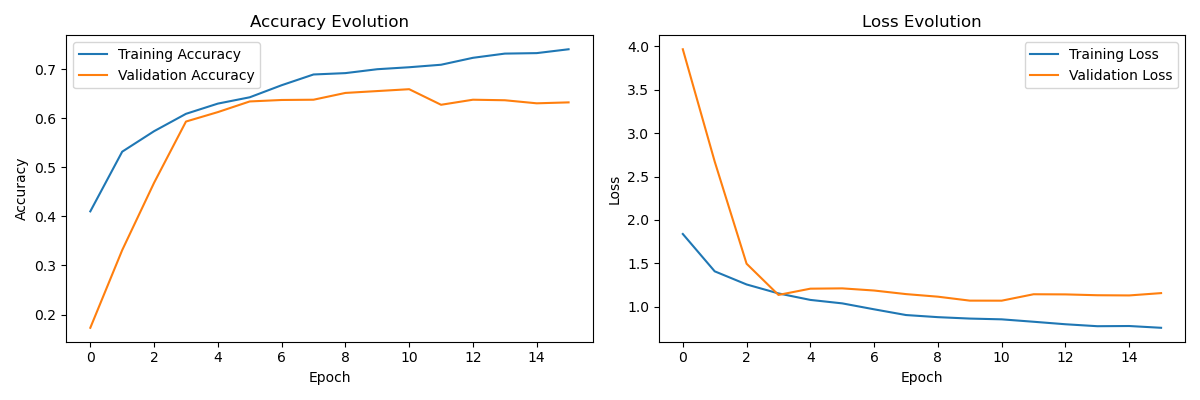 Accuracy Evolution
Training Accuracy
Validation Accuracy
0.7
0.6
0.5
0.4
0.3
0.2
Accuracy
0 2 4 6 8 10 12 14
Epoch
Loss Evolution
Training Loss
Validation Loss
4.0
3.5
3.0
2.5
2.0
1.5
1.0
Loss
0 2 4 6 8 10 12 14
Epoch